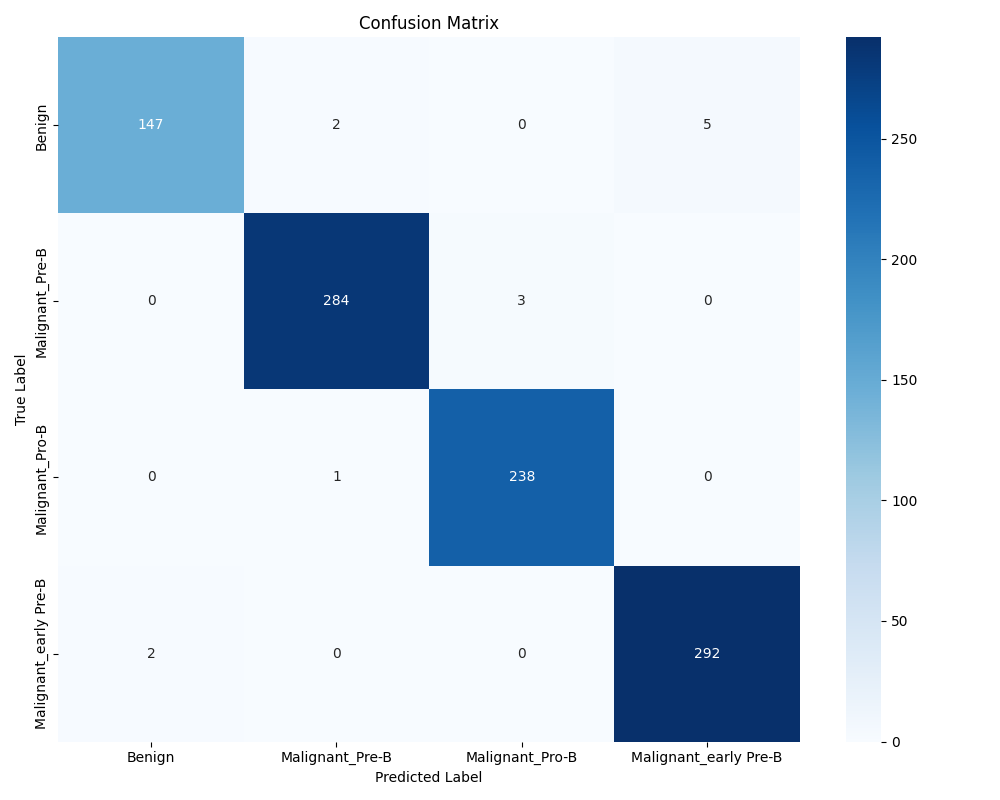 Confusion Matrix
True Label
Benign
147 2 0 5
Malignant_Pre-B
0 284 3 0
Malignant_Pro-B
0 1 238 0
Malignant_early Pre-B
2 0 0 292
Benign Malignant_Pre-B Malignant_Pro-B Malignant_early Pre-B
Predicted Label
250
200
150
100
50
0